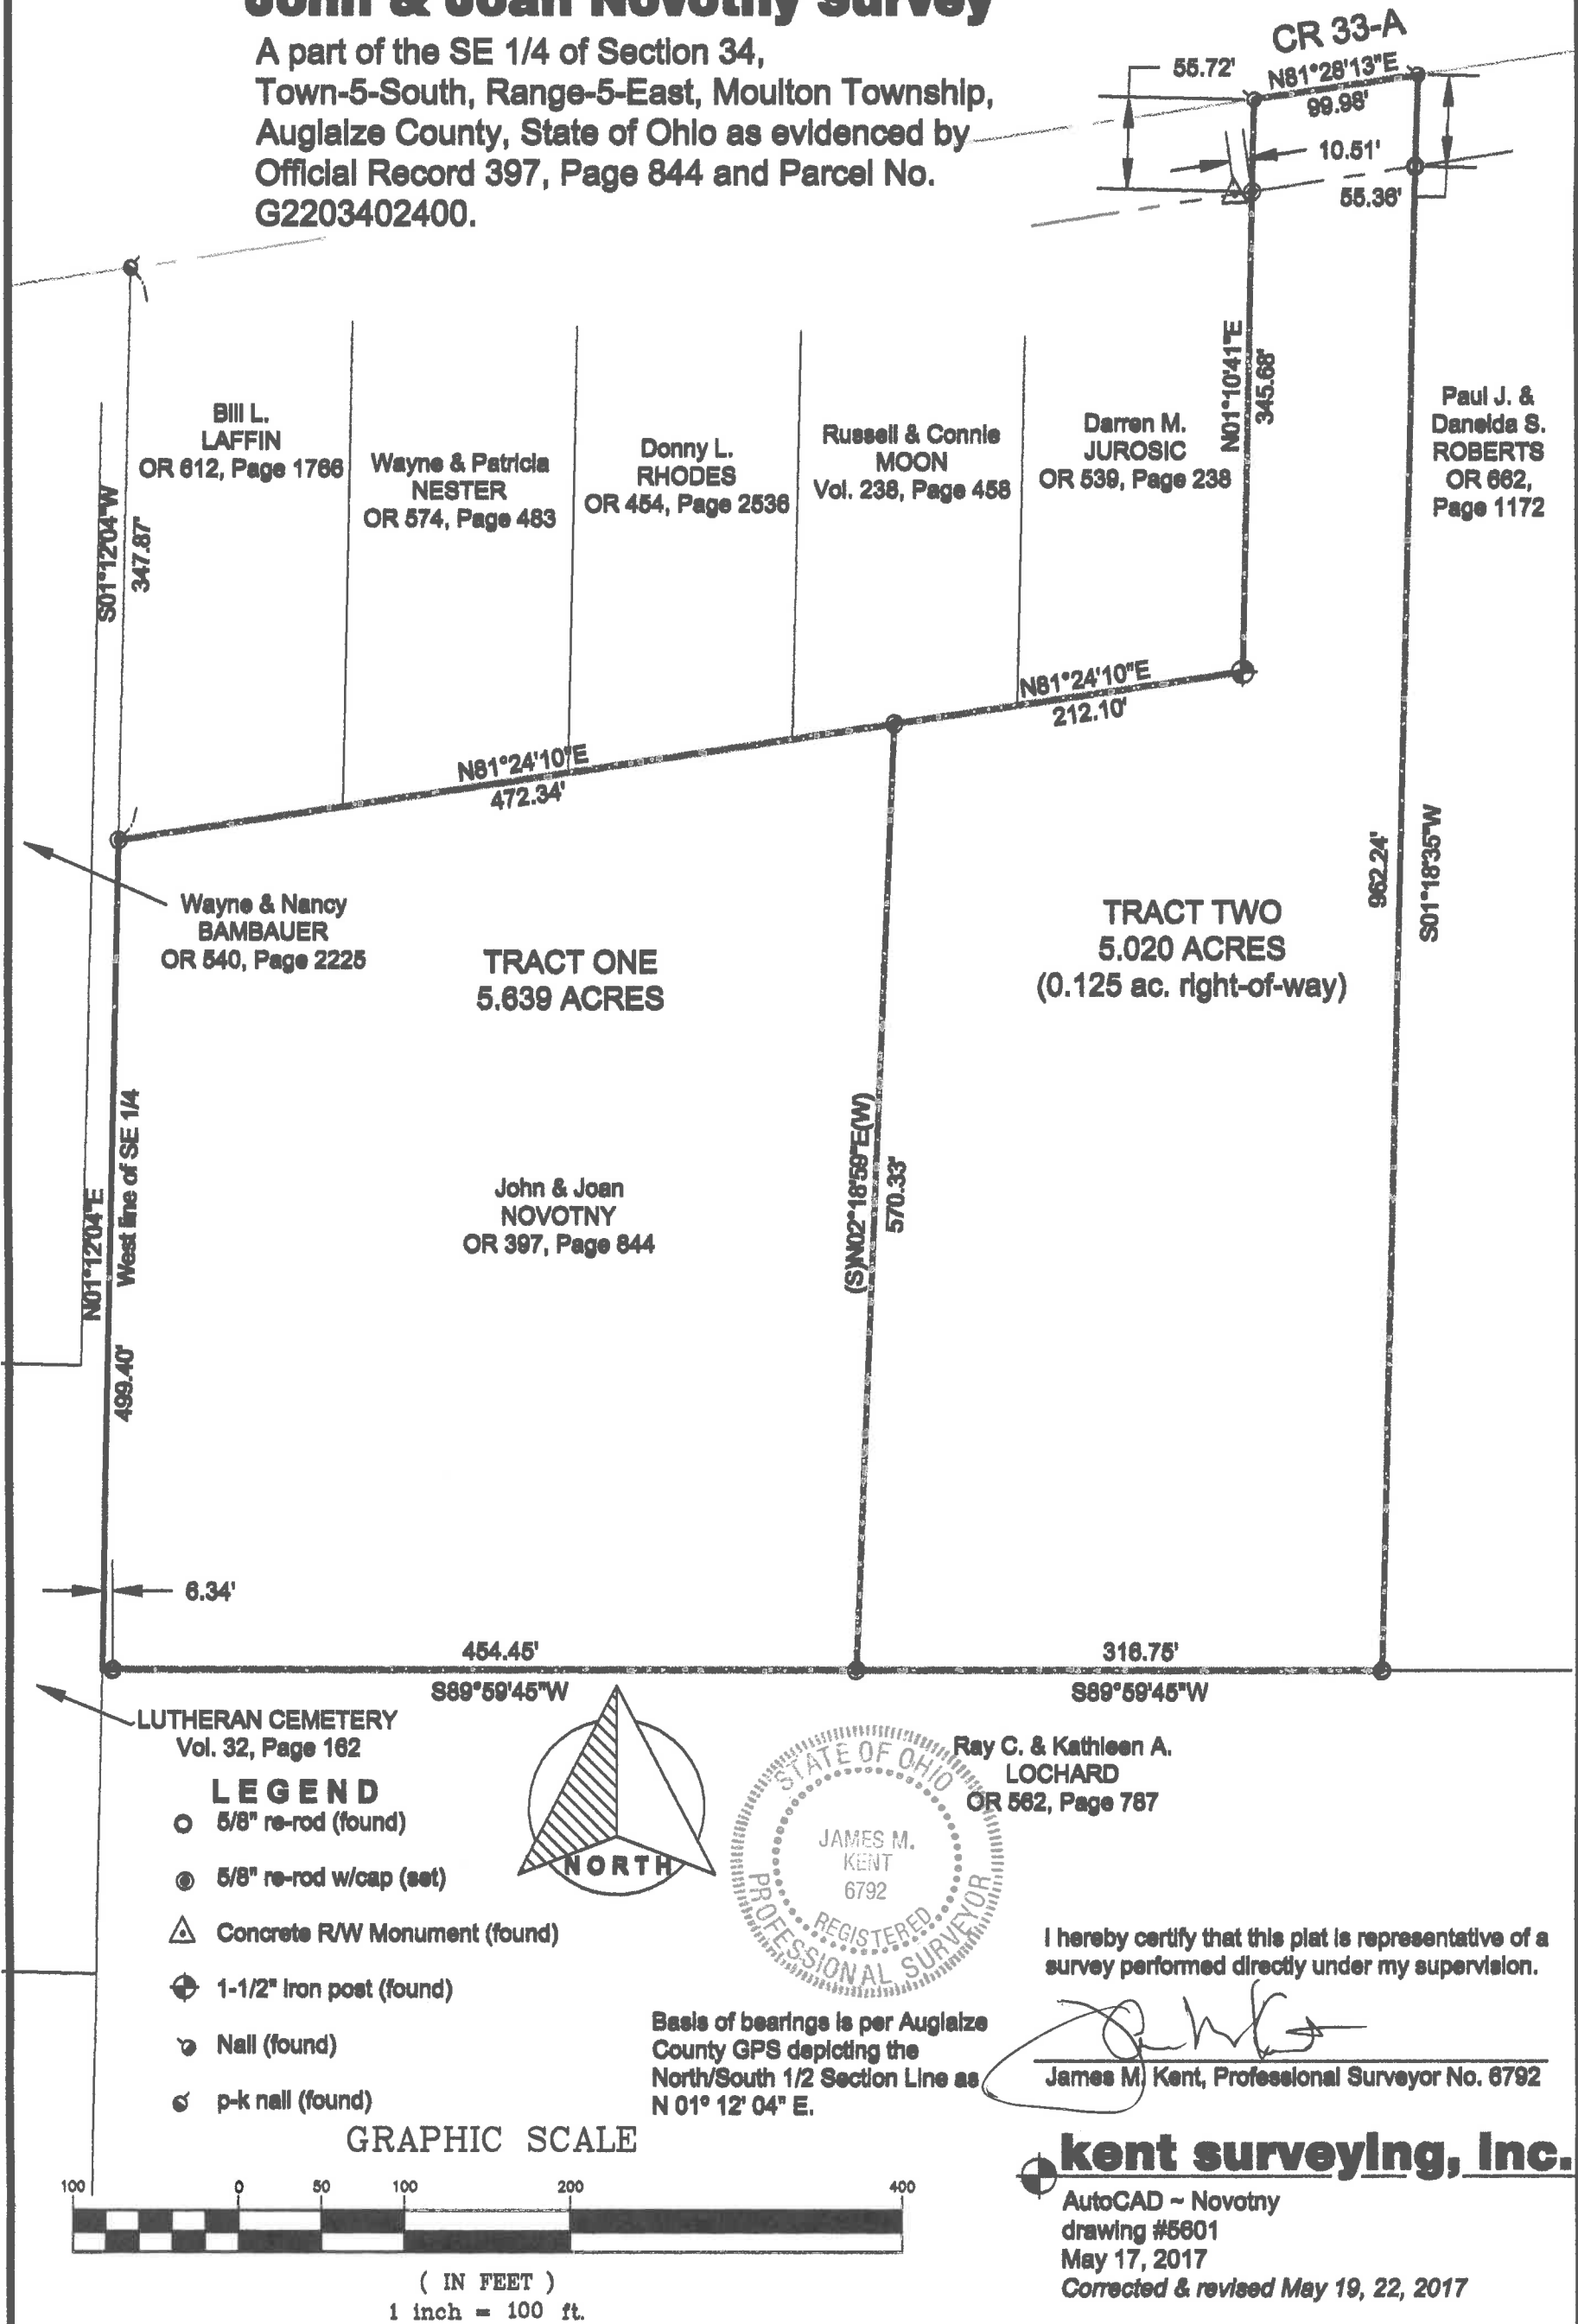 John & Joan Novotny Survey
A part of the SE 1/4 of Section 34,
Town-5-South, Range-5-East, Moulton Township,
Auglaize County, State of Ohio as evidenced by
Official Record 397, Page 844 and Parcel No.
G2203402400.
CR 33-A
55.72'
N81°28'13"E
99.98'
10.51'
55.36'
N01°10'41"E
345.68'
Bill L.
LAFFIN
OR 612, Page 1766
Wayne & Patricia
NESTER
OR 574, Page 483
Donny L.
RHODES
OR 454, Page 2536
Russell & Connie
MOON
Vol. 238, Page 458
Darren M.
JUROSIC
OR 539, Page 238
Paul J. &
Danelda S.
ROBERTS
OR 662,
Page 1172
S01°12'04"W
347.87'
N81°24'10"E
212.10'
N81°24'10"E
472.34'
962.24'
S01°18'35"W
Wayne & Nancy
BAMBAUER
OR 540, Page 2225
TRACT ONE
5.639 ACRES
TRACT TWO
5.020 ACRES
(0.125 ac. right-of-way)
N01°12'04"E
West line of SE 1/4
499.40'
John & Joan
NOVOTNY
OR 397, Page 844
(S)N02°18'59"E(W)
570.33'
6.34'
454.45'
S89°59'45"W
316.75'
S89°59'45"W
LUTHERAN CEMETERY
Vol. 32, Page 162
Ray C. & Kathleen A.
LOCHARD
OR 562, Page 787
LEGEND
5/8" re-rod (found)
5/8" re-rod w/cap (set)
Concrete R/W Monument (found)
1-1/2" iron post (found)
Nail (found)
p-k nail (found)
NORTH
STATE OF OHIO
JAMES M.
KENT
6792
REGISTERED
PROFESSIONAL SURVEYOR
Basis of bearings is per Auglaize
County GPS depicting the
North/South 1/2 Section Line as
N 01° 12' 04" E.
I hereby certify that this plat is representative of a
survey performed directly under my supervision.
James M. Kent, Professional Surveyor No. 6792
GRAPHIC SCALE
100 0 50 100 200 400
( IN FEET )
1 inch = 100 ft.
kent surveying, inc.
AutoCAD ~ Novotny
drawing #5601
May 17, 2017
Corrected & revised May 19, 22, 2017